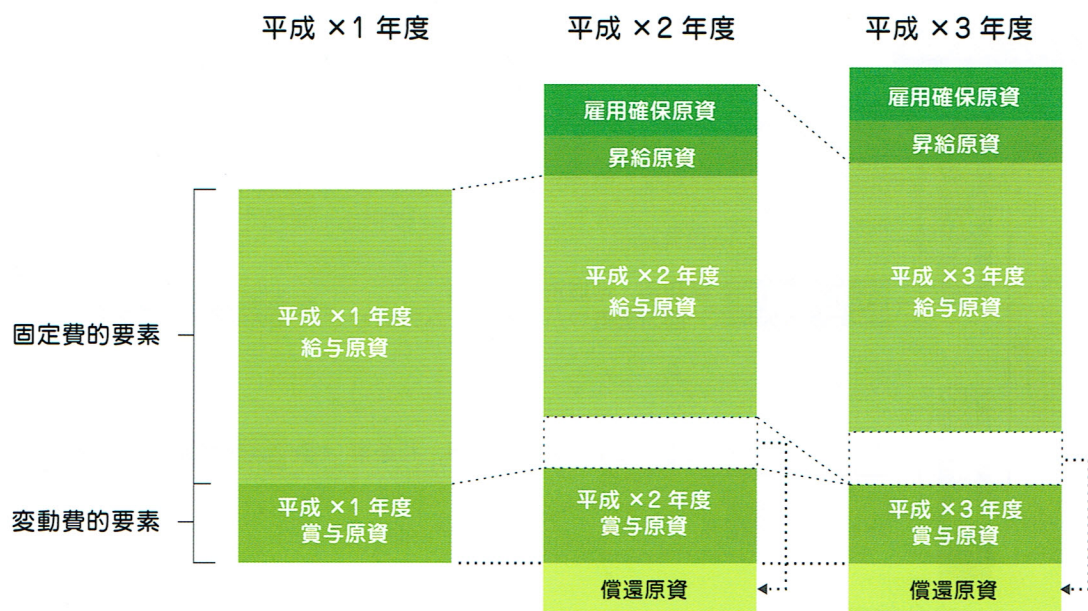 平成 ×1 年度
平成 ×2 年度
平成 ×3 年度
雇用確保原資
昇給原資
平成 ×2 年度
給与原資
雇用確保原資
昇給原資
平成 ×3 年度
給与原資
固定費的要素
平成 ×1 年度
給与原資
変動費的要素
平成 ×1 年度
賞与原資
平成 ×2 年度
賞与原資
平成 ×3 年度
賞与原資
償還原資
償還原資